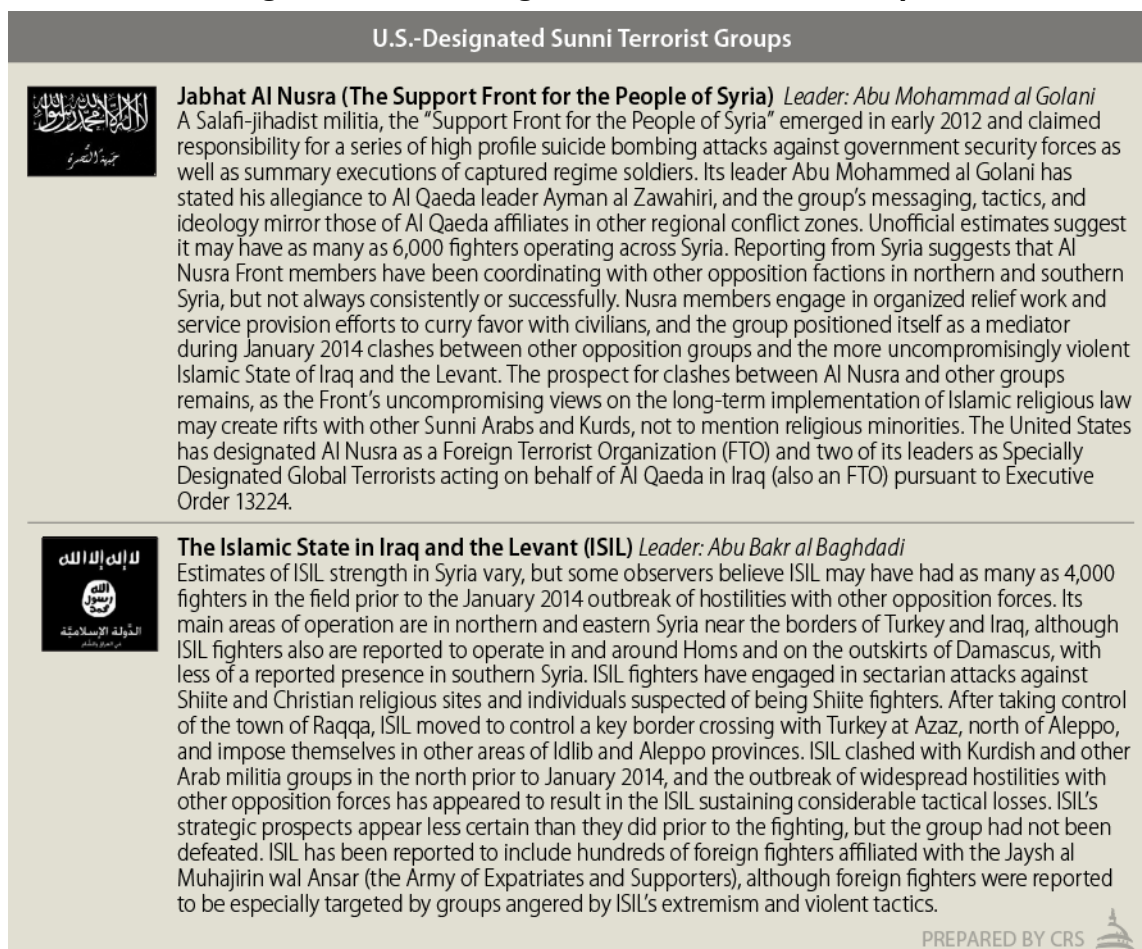 U.S.-Designated Sunni Terrorist Groups
لا إله إلا الله محمد رسول الله
جبهة النصرة
Jabhat Al Nusra (The Support Front for the People of Syria) Leader: Abu Mohammad al Golani
A Salafi-jihadist militia, the “Support Front for the People of Syria” emerged in early 2012 and claimed
responsibility for a series of high profile suicide bombing attacks against government security forces as
well as summary executions of captured regime soldiers. Its leader Abu Mohammed al Golani has
stated his allegiance to Al Qaeda leader Ayman al Zawahiri, and the group’s messaging, tactics, and
ideology mirror those of Al Qaeda affiliates in other regional conflict zones. Unofficial estimates suggest
it may have as many as 6,000 fighters operating across Syria. Reporting from Syria suggests that Al
Nusra Front members have been coordinating with other opposition factions in northern and southern
Syria, but not always consistently or successfully. Nusra members engage in organized relief work and
service provision efforts to curry favor with civilians, and the group positioned itself as a mediator
during January 2014 clashes between other opposition groups and the more uncompromisingly violent
Islamic State of Iraq and the Levant. The prospect for clashes between Al Nusra and other groups
remains, as the Front’s uncompromising views on the long-term implementation of Islamic religious law
may create rifts with other Sunni Arabs and Kurds, not to mention religious minorities. The United States
has designated Al Nusra as a Foreign Terrorist Organization (FTO) and two of its leaders as Specially
Designated Global Terrorists acting on behalf of Al Qaeda in Iraq (also an FTO) pursuant to Executive
Order 13224.
لا إله إلا الله
الله
رسول
محمد
الدولة الإسلامية
في العراق والشام
The Islamic State in Iraq and the Levant (ISIL) Leader: Abu Bakr al Baghdadi
Estimates of ISIL strength in Syria vary, but some observers believe ISIL may have had as many as 4,000
fighters in the field prior to the January 2014 outbreak of hostilities with other opposition forces. Its
main areas of operation are in northern and eastern Syria near the borders of Turkey and Iraq, although
ISIL fighters also are reported to operate in and around Homs and on the outskirts of Damascus, with
less of a reported presence in southern Syria. ISIL fighters have engaged in sectarian attacks against
Shiite and Christian religious sites and individuals suspected of being Shiite fighters. After taking control
of the town of Raqqa, ISIL moved to control a key border crossing with Turkey at Azaz, north of Aleppo,
and impose themselves in other areas of Idlib and Aleppo provinces. ISIL clashed with Kurdish and other
Arab militia groups in the north prior to January 2014, and the outbreak of widespread hostilities with
other opposition forces has appeared to result in the ISIL sustaining considerable tactical losses. ISIL’s
strategic prospects appear less certain than they did prior to the fighting, but the group had not been
defeated. ISIL has been reported to include hundreds of foreign fighters affiliated with the Jaysh al
Muhajirin wal Ansar (the Army of Expatriates and Supporters), although foreign fighters were reported
to be especially targeted by groups angered by ISIL’s extremism and violent tactics.
PREPARED BY CRS